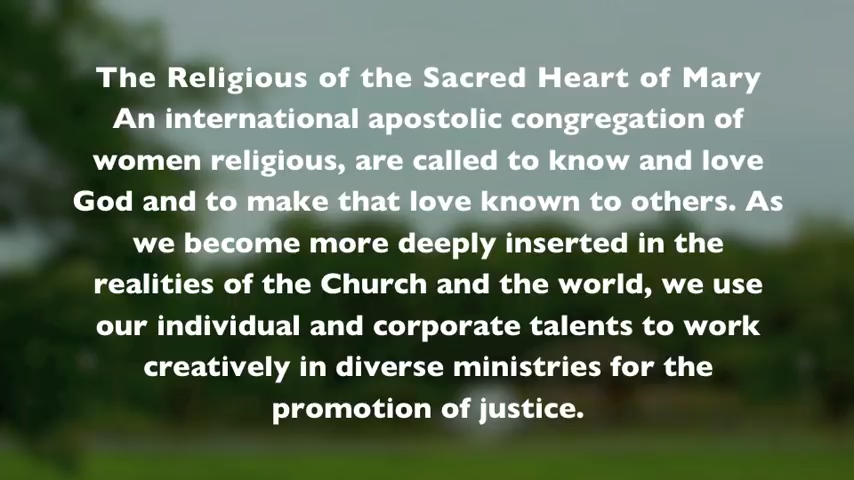 The Religious of the Sacred Heart of Mary
An international apostolic congregation of
women religious, are called to know and love
God and to make that love known to others. As
we become more deeply inserted in the
realities of the Church and the world, we use
our individual and corporate talents to work
creatively in diverse ministries for the
promotion of justice.